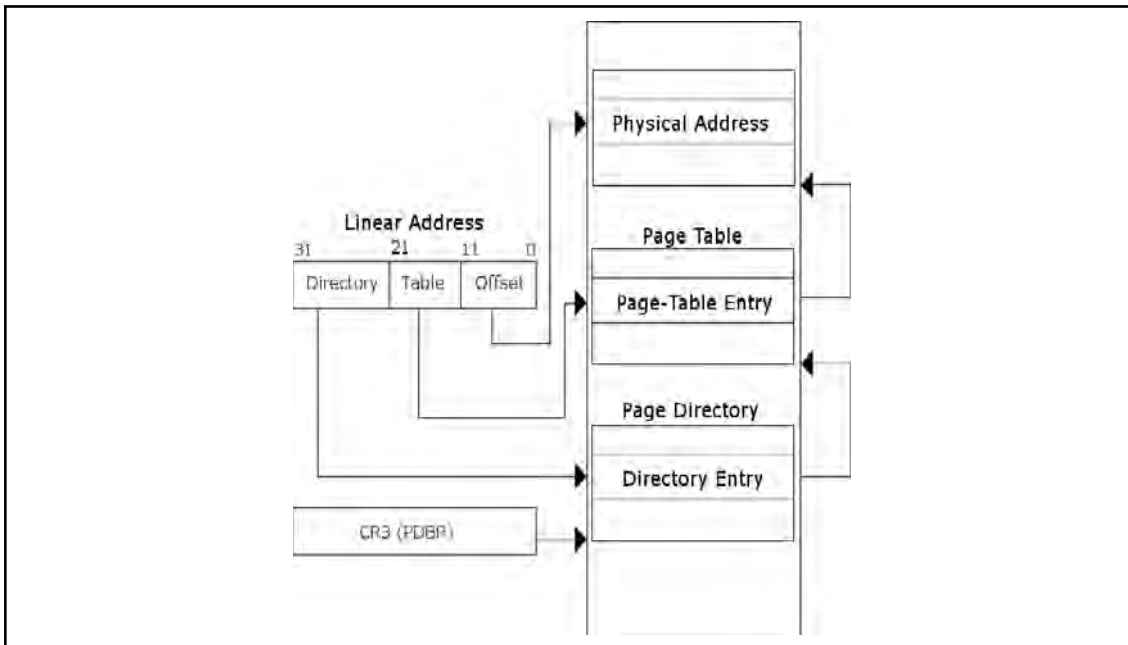 Physical Address
Linear Address
31 21 11 0
Directory Table Offset
Page Table
Page-Table Entry
Page Directory
Directory Entry
CR3 (PDBR)